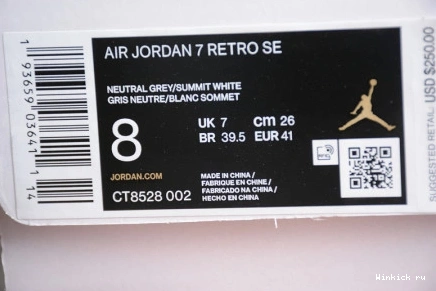 AIR JORDAN 7 RETRO SE
NEUTRAL GREY/SUMMIT WHITE
GRIS NEUTRE/BLANC SOMMET
8
UK 7
cm 26
BR 39.5
EUR 41
JORDAN.COM
CT8528 002
MADE IN CHINA /
FABRIQUE EN CHINE /
FABRICADO NA CHINA /
HECHO EN CHINA
1 93659 03641 14
SUGGESTED RETAIL USD $250.00
Winkich ru